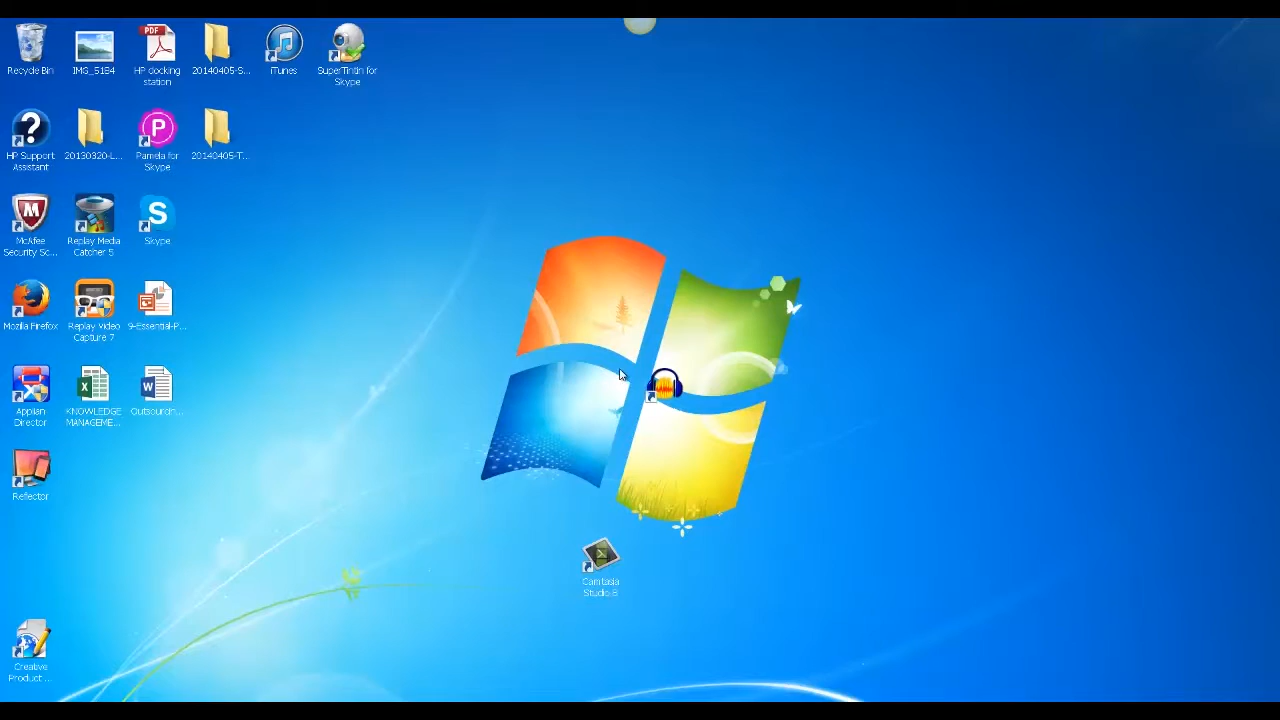 Recycle Bin
IMG_5184
HP docking
station
20140405-S...
iTunes
SuperTintin for
Skype
HP Support
Assistant
20130320-L...
Pamela for
Skype
20140405-T...
McAfee
Security Sc...
Replay Media
Catcher 5
Skype
Mozilla Firefox
Replay Video
Capture 7
9-Essential-P...
Applian
Director
KNOWLEDGE
MANAGEME...
Outsourcin...
Reflector
Camtasia
Studio 8
Creative
Product ...